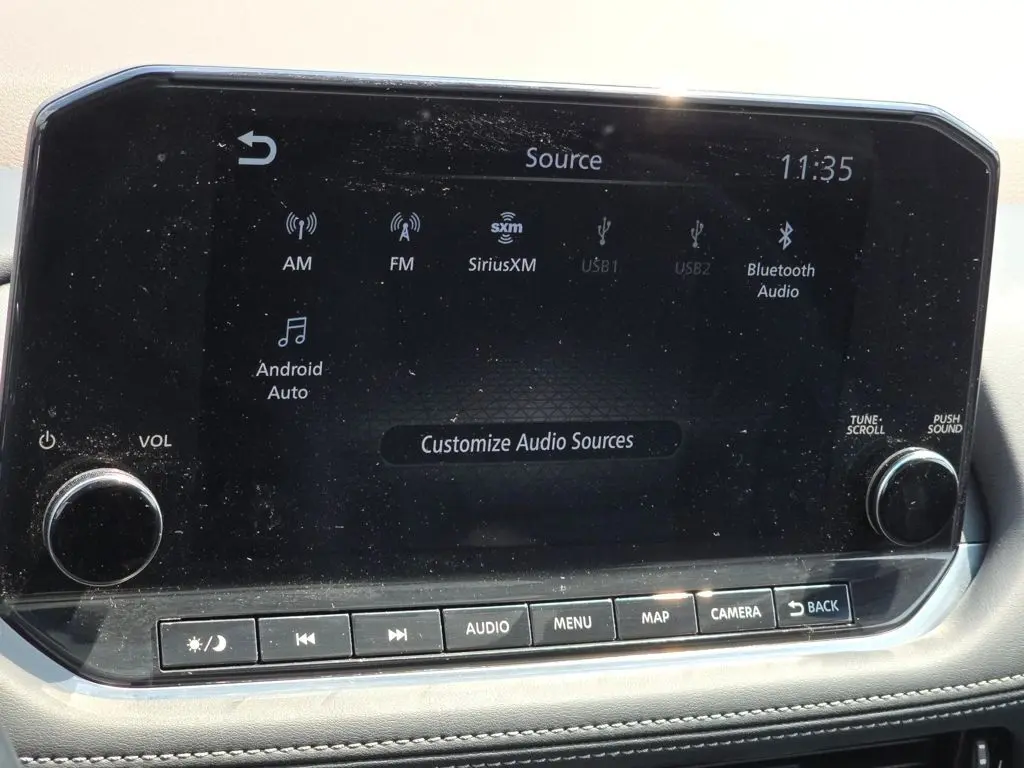 Source
11:35
sxm
AM
FM
SiriusXM
USB1
USB2
Bluetooth
Audio
Android
Auto
Customize Audio Sources
VOL
TUNE·
SCROLL
PUSH
SOUND
AUDIO
MENU
MAP
CAMERA
BACK